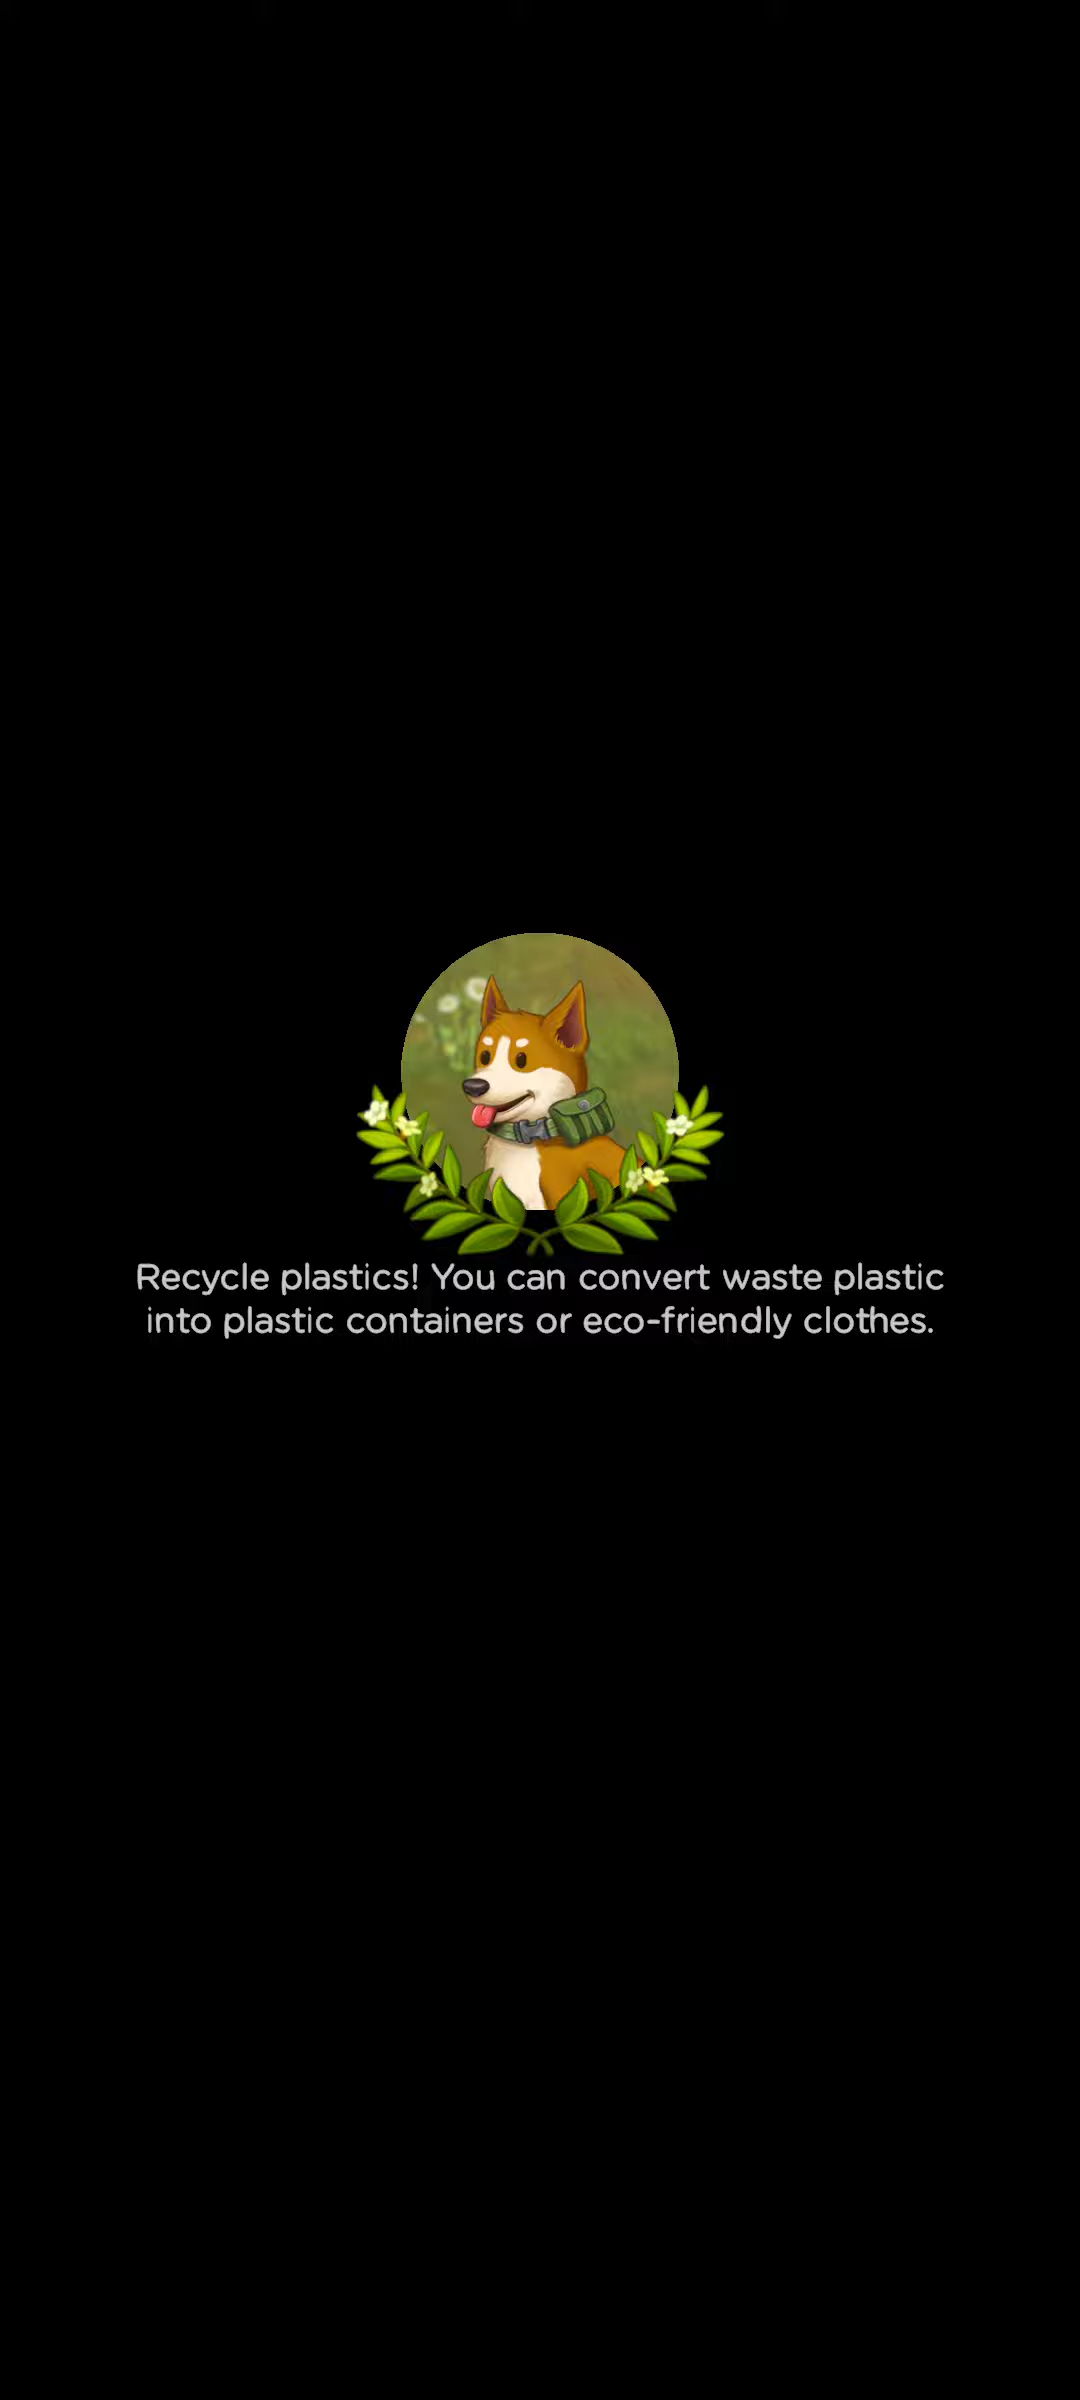 Recycle plastics! You can convert waste plastic
into plastic containers or eco-friendly clothes.